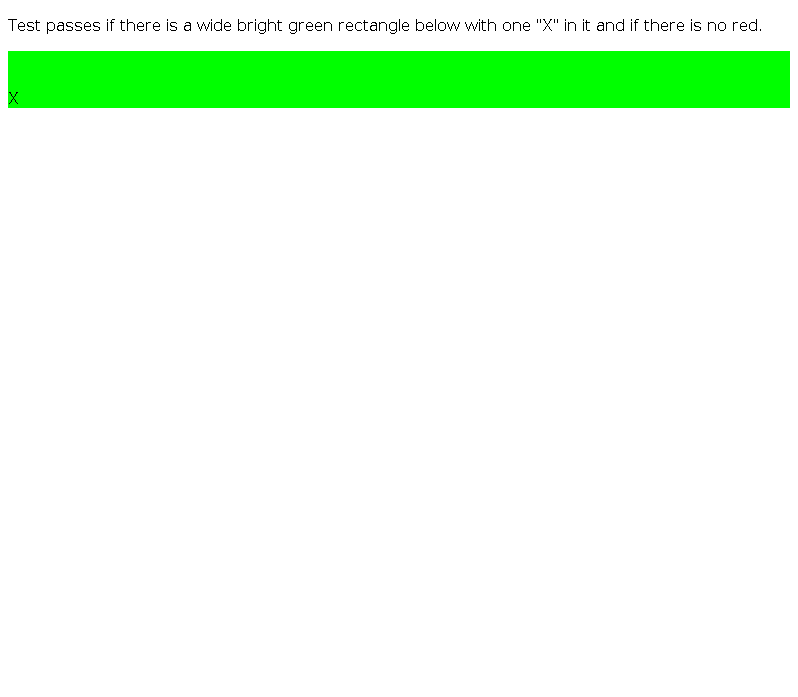 Test passes if there is a wide bright green rectangle below with one "X" in it and if there is no red.
X